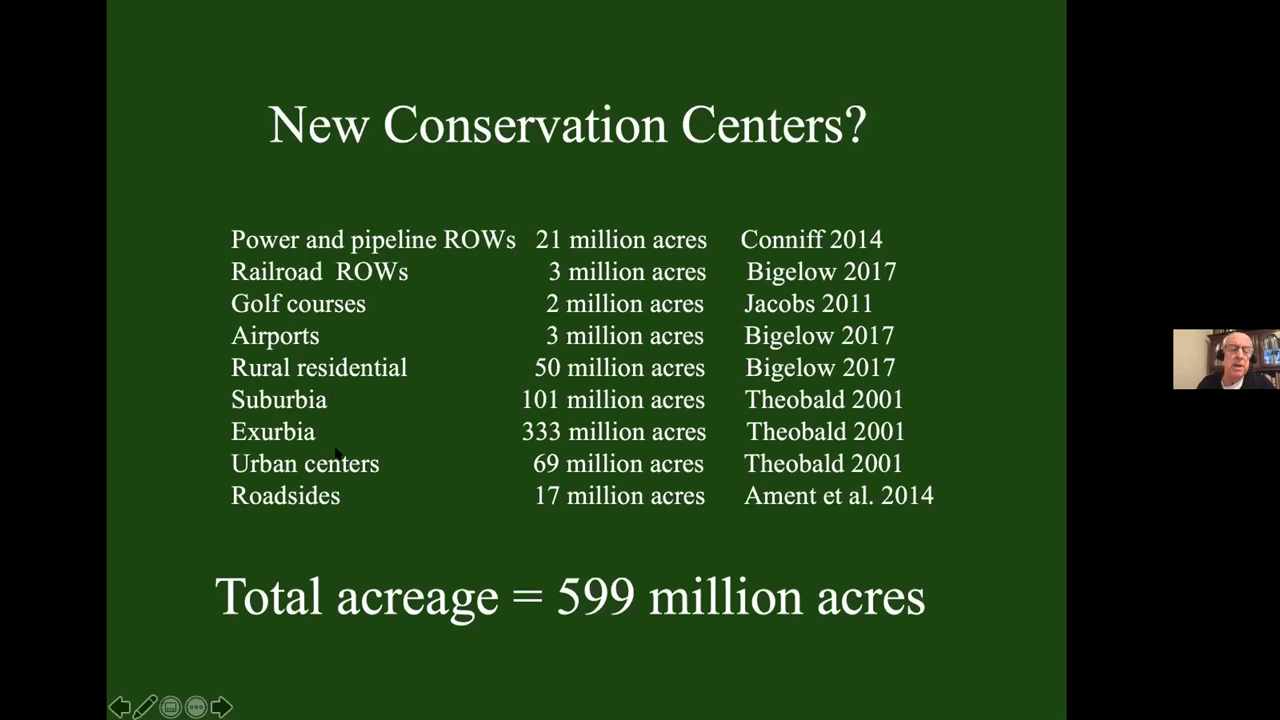 New Conservation Centers?
Power and pipeline ROWs 21 million acres Conniff 2014
Railroad ROWs 3 million acres Bigelow 2017
Golf courses 2 million acres Jacobs 2011
Airports 3 million acres Bigelow 2017
Rural residential 50 million acres Bigelow 2017
Suburbia 101 million acres Theobald 2001
Exurbia 333 million acres Theobald 2001
Urban centers 69 million acres Theobald 2001
Roadsides 17 million acres Ament et al. 2014
Total acreage = 599 million acres